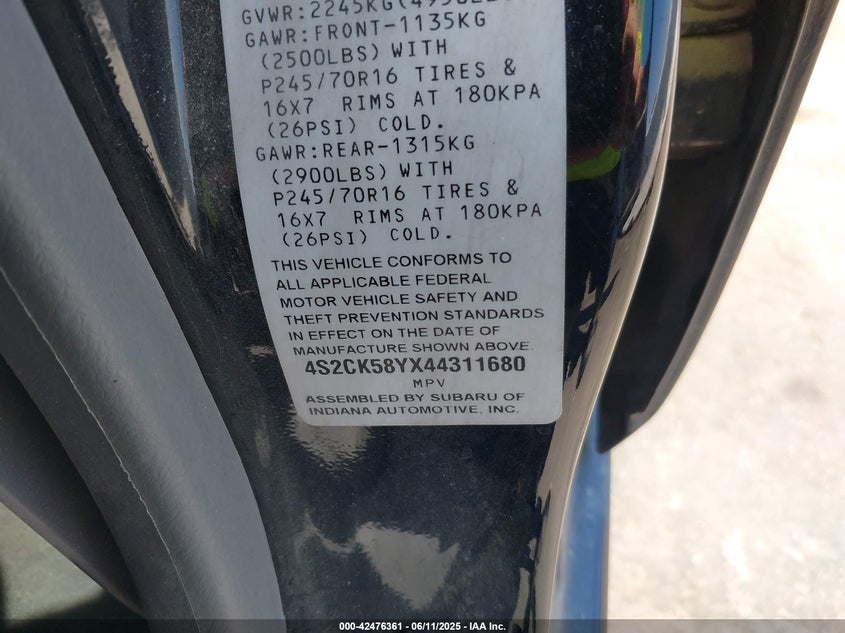 GVWR:2245KG
GAWR:FRONT-1135KG
(2500LBS) WITH
P245/70R16 TIRES &
16X7 RIMS AT 180KPA
(26PSI) COLD.
GAWR:REAR-1315KG
(2900LBS) WITH
P245/70R16 TIRES &
16X7 RIMS AT 180KPA
(26PSI) COLD.
THIS VEHICLE CONFORMS TO
ALL APPLICABLE FEDERAL
MOTOR VEHICLE SAFETY AND
THEFT PREVENTION STANDARDS
IN EFFECT ON THE DATE OF
MANUFACTURE SHOWN ABOVE.
4S2CK58YX44311680
MPV
ASSEMBLED BY SUBARU OF
INDIANA AUTOMOTIVE, INC.
000-42476361 - 06/11/2025 - IAA Inc.